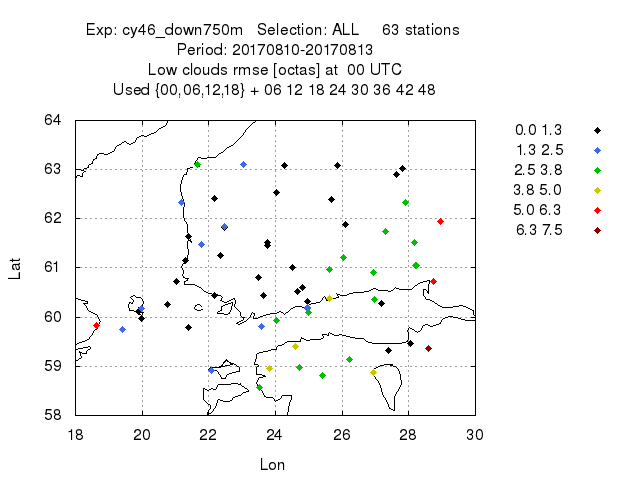 Exp: cy46_down750m   Selection: ALL     63 stations
Period: 20170810-20170813
Low clouds rmse [octas] at  00 UTC
Used {00,06,12,18} + 06 12 18 24 30 36 42 48
64
63
62
61
60
59
58
Lat
18 20 22 24 26 28 30
Lon
0.0 1.3
1.3 2.5
2.5 3.8
3.8 5.0
5.0 6.3
6.3 7.5